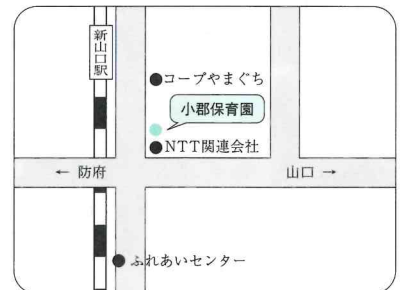 新山口駅
コープやまぐち
小郡保育園
NTT関連会社
← 防府
山口 →
ふれあいセンター